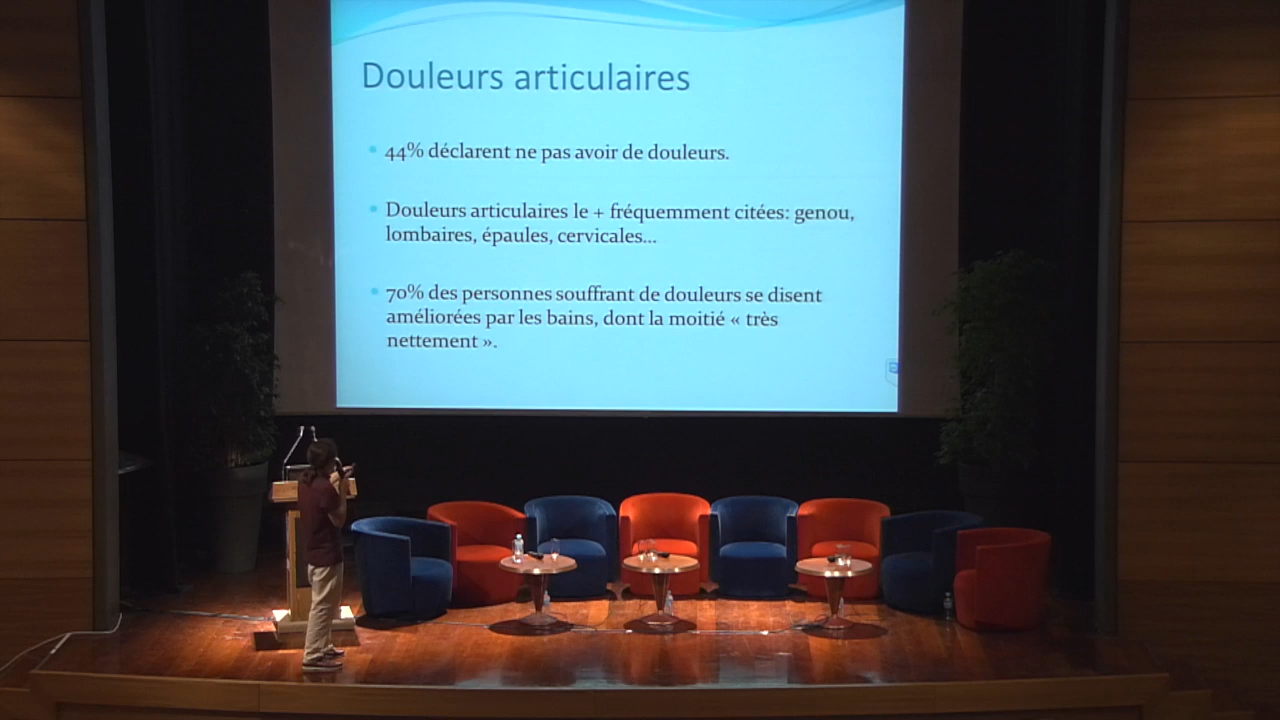 Douleurs articulaires
44% déclarent ne pas avoir de douleurs.
Douleurs articulaires le + fréquemment citées: genou,
lombaires, épaules, cervicales...
70% des personnes souffrant de douleurs se disent
améliorées par les bains, dont la moitié « très
nettement ».